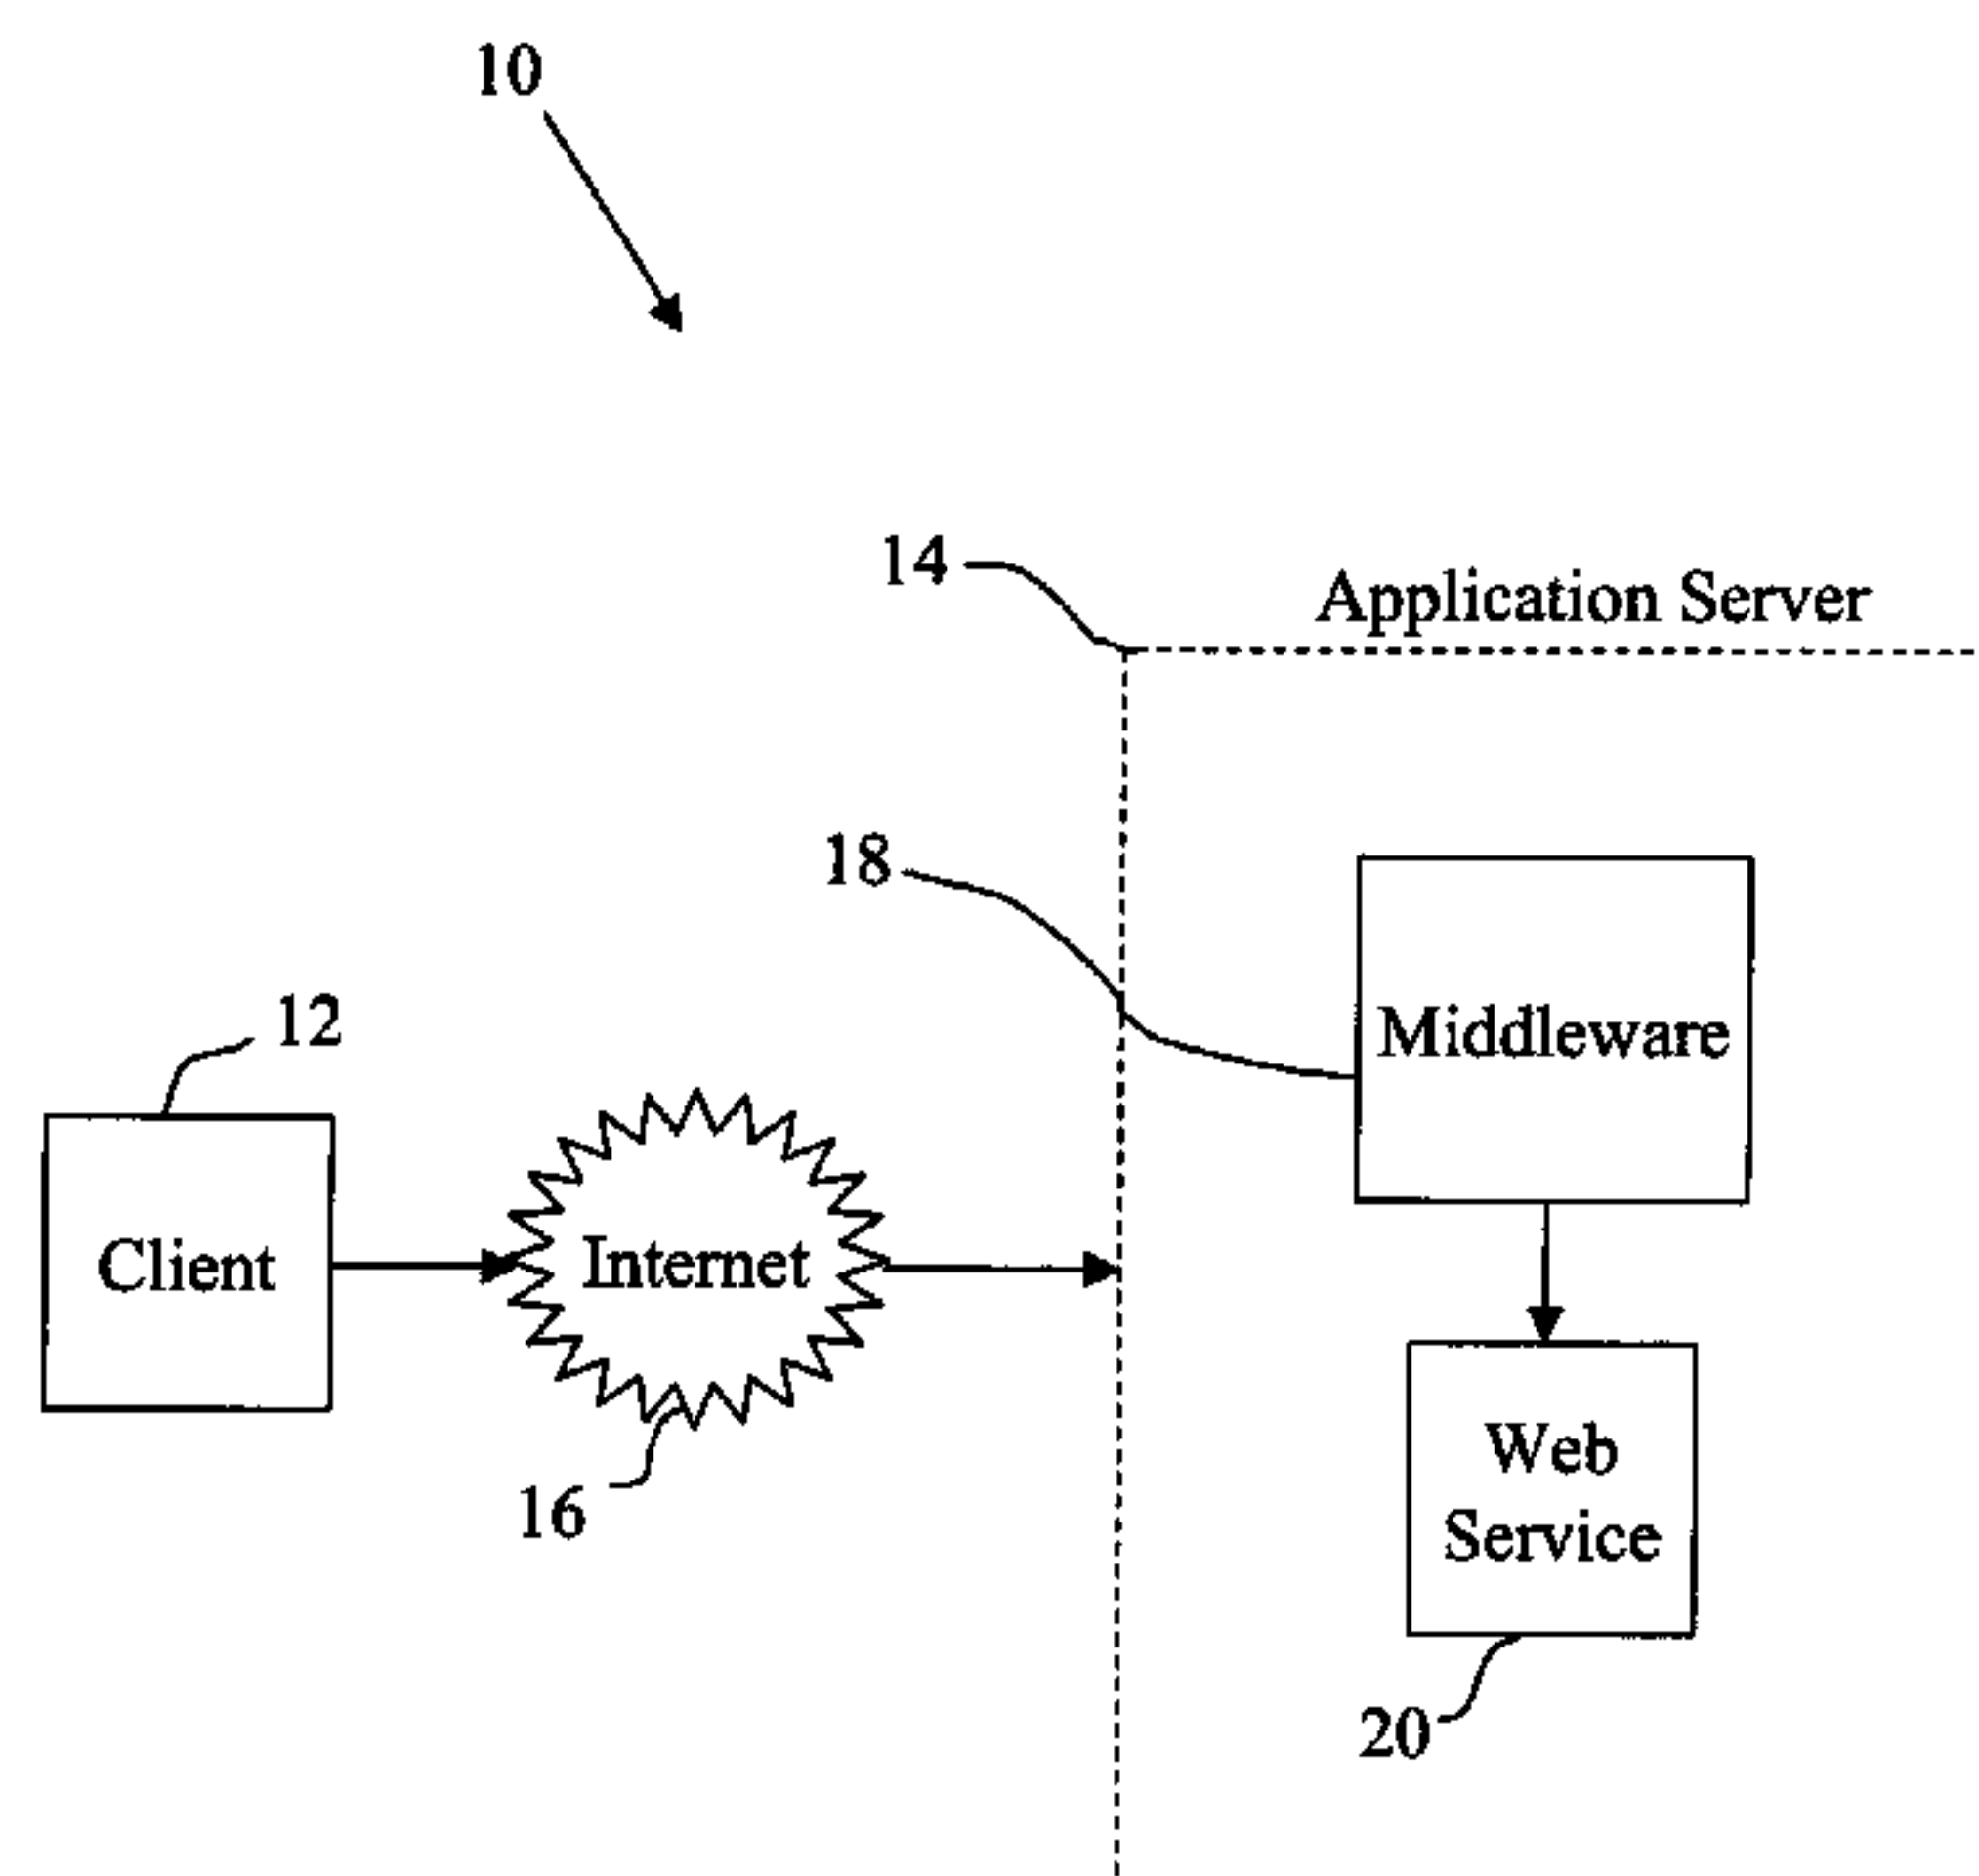 10
14
Application Server
18
Middleware
12
Client
Internet
Web
Service
16
20